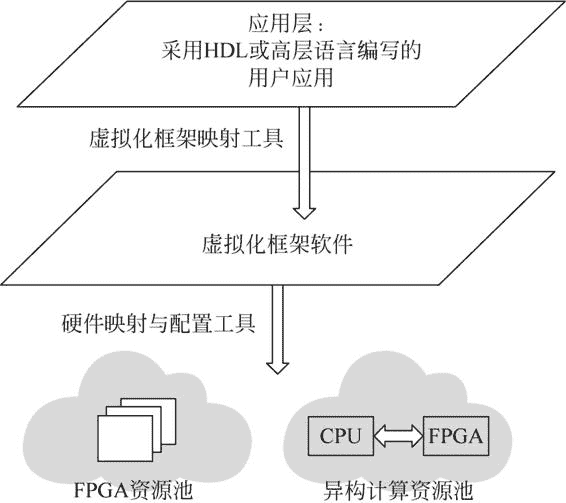 应用层：
采用HDL或高层语言编写的
用户应用
虚拟化框架映射工具
虚拟化框架软件
硬件映射与配置工具
CPU
FPGA
FPGA资源池
异构计算资源池